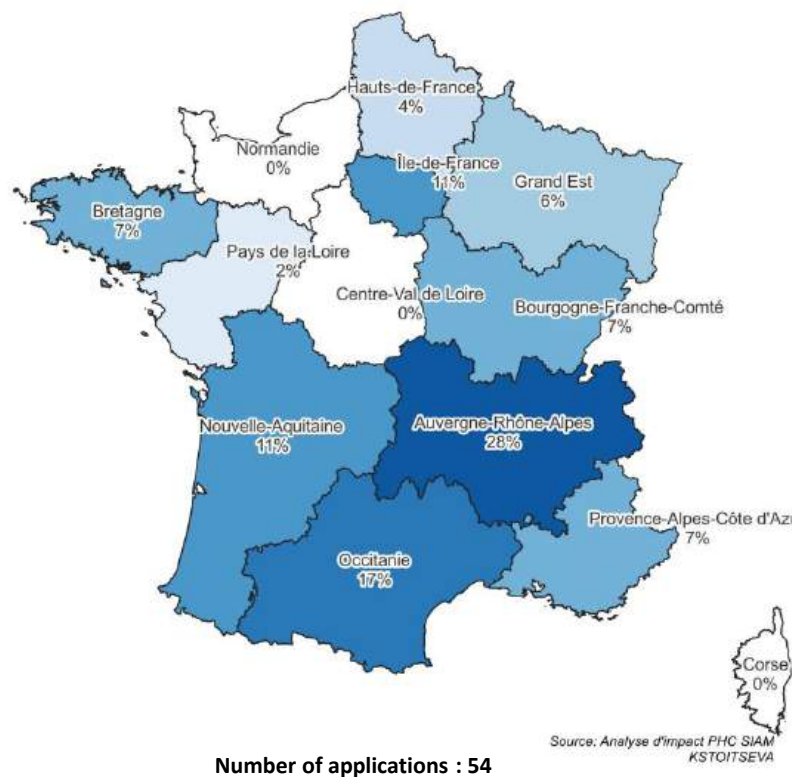 Hauts-de-France
4%
Normandie
0%
Île-de-France
11%
Grand Est
6%
Bretagne
7%
Pays de la Loire
2%
Centre-Val de Loire
0%
Bourgogne-Franche-Comté
7%
Nouvelle-Aquitaine
11%
Auvergne-Rhône-Alpes
28%
Provence-Alpes-Côte d'Az
7%
Occitanie
17%
Corse
0%
Source: Analyse d'impact PHC SIAM
KSTOITSEVA
Number of applications : 54